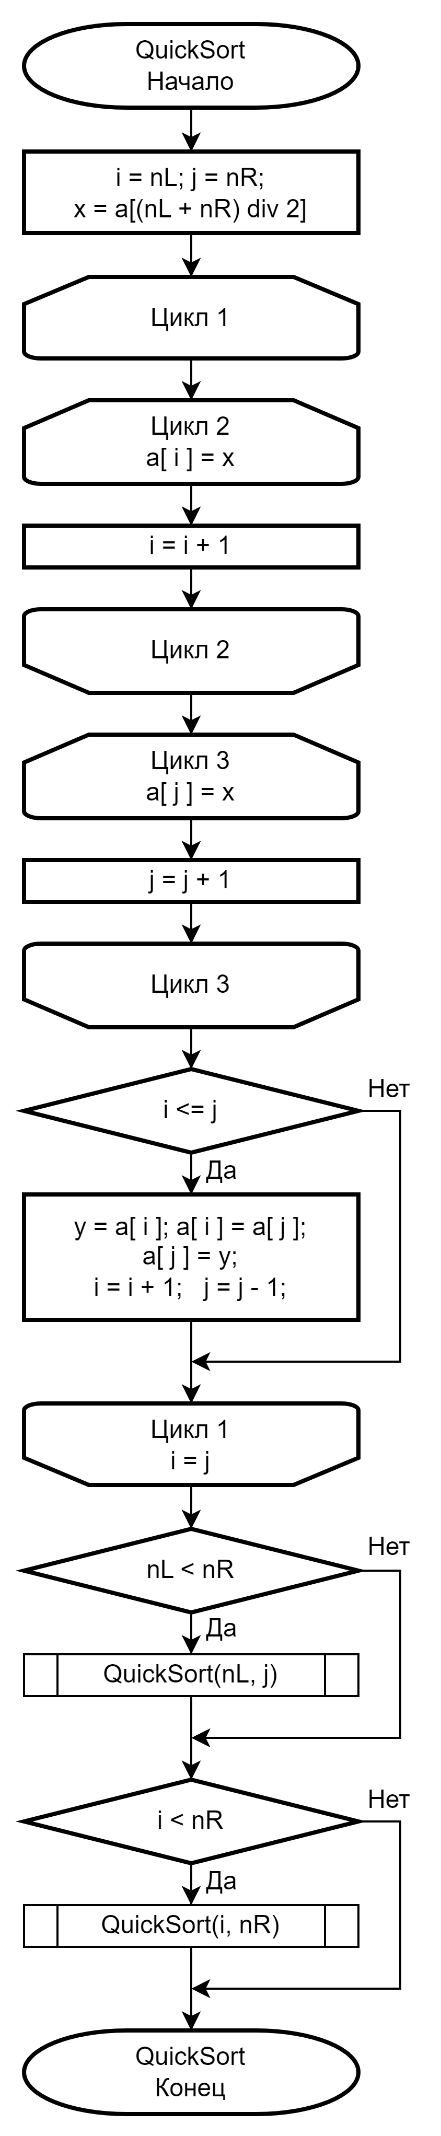 QuickSort
Начало
i = nL; j = nR;
x = a[(nL + nR) div 2]
Цикл 1
Цикл 2
a[ i ] = x
i = i + 1
Цикл 2
Цикл 3
a[ j ] = x
j = j + 1
Цикл 3
i <= j
Нет
Да
y = a[ i ]; a[ i ] = a[ j ];
a[ j ] = y;
i = i + 1; j = j - 1;
Цикл 1
i = j
nL < nR
Нет
Да
QuickSort(nL, j)
i < nR
Нет
Да
QuickSort(i, nR)
QuickSort
Конец